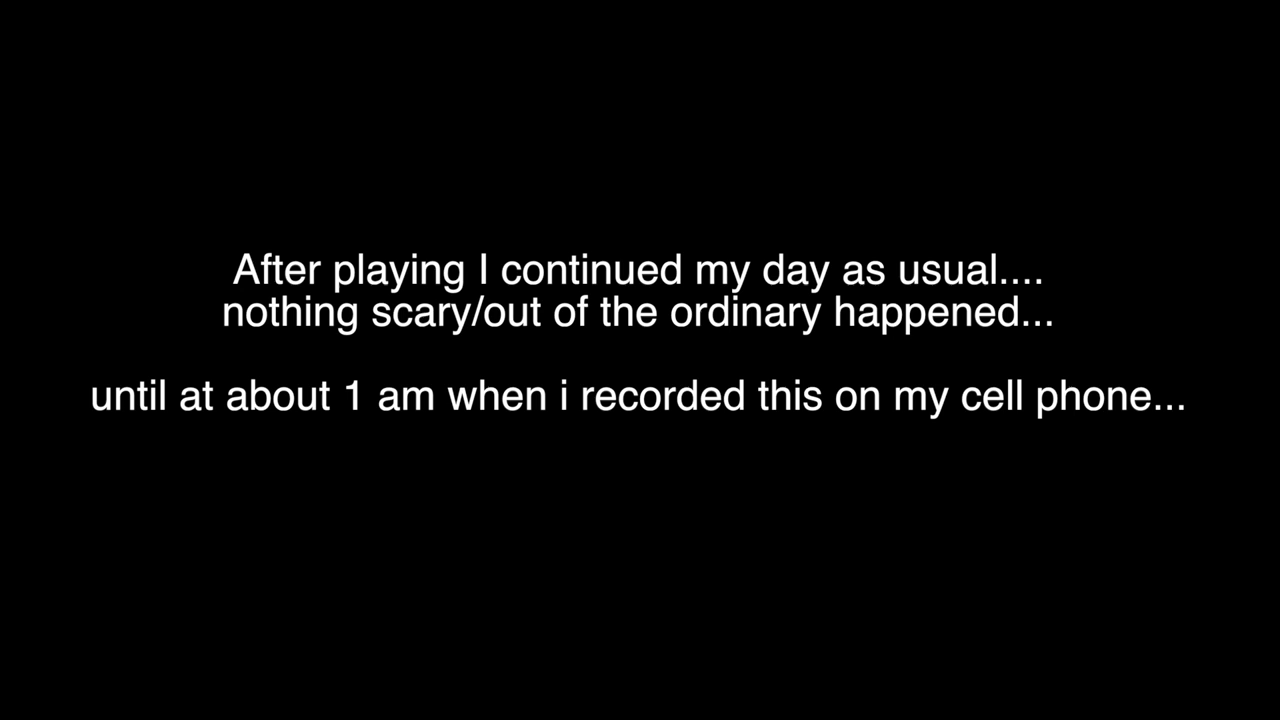 After playing I continued my day as usual....
nothing scary/out of the ordinary happened...
until at about 1 am when i recorded this on my cell phone...